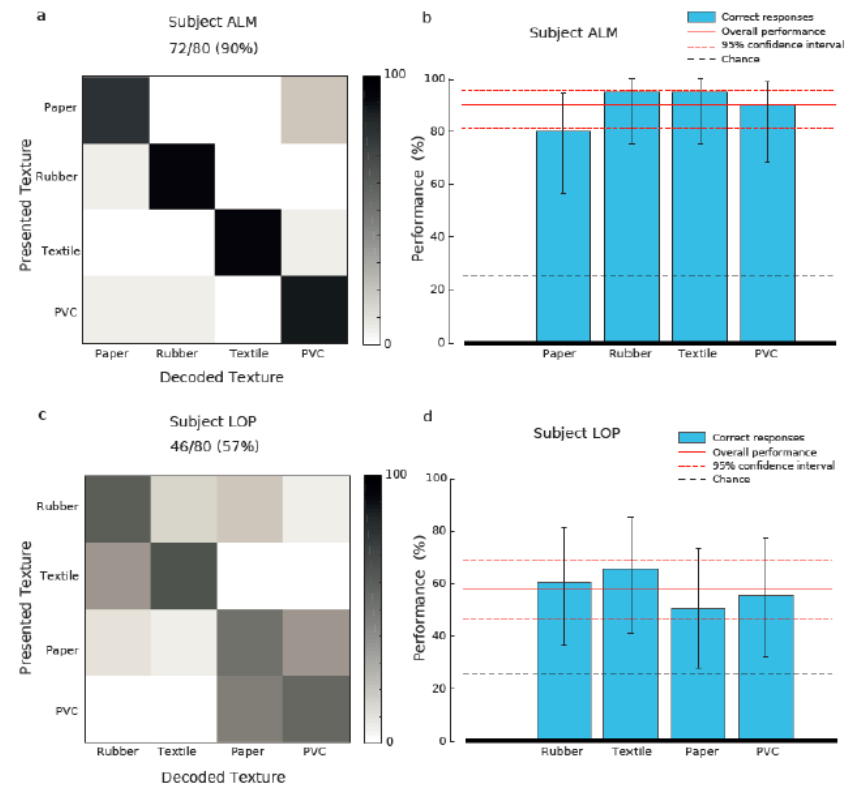 a
Subject ALM
72/80 (90%)
100
Paper
Rubber
Textile
PVC
Presented Texture
0
Paper Rubber Textile PVC
Decoded Texture
b
Subject ALM
Correct responses
Overall performance
95% confidence interval
Chance
100
80
60
40
20
0
Performance (%)
Paper Rubber Textile PVC
c
Subject LOP
46/80 (57%)
100
Rubber
Textile
Paper
PVC
Presented Texture
0
Rubber Textile Paper PVC
Decoded Texture
d
Subject LOP
Correct responses
Overall performance
95% confidence interval
Chance
100
80
60
40
20
0
Performance (%)
Rubber Textile Paper PVC